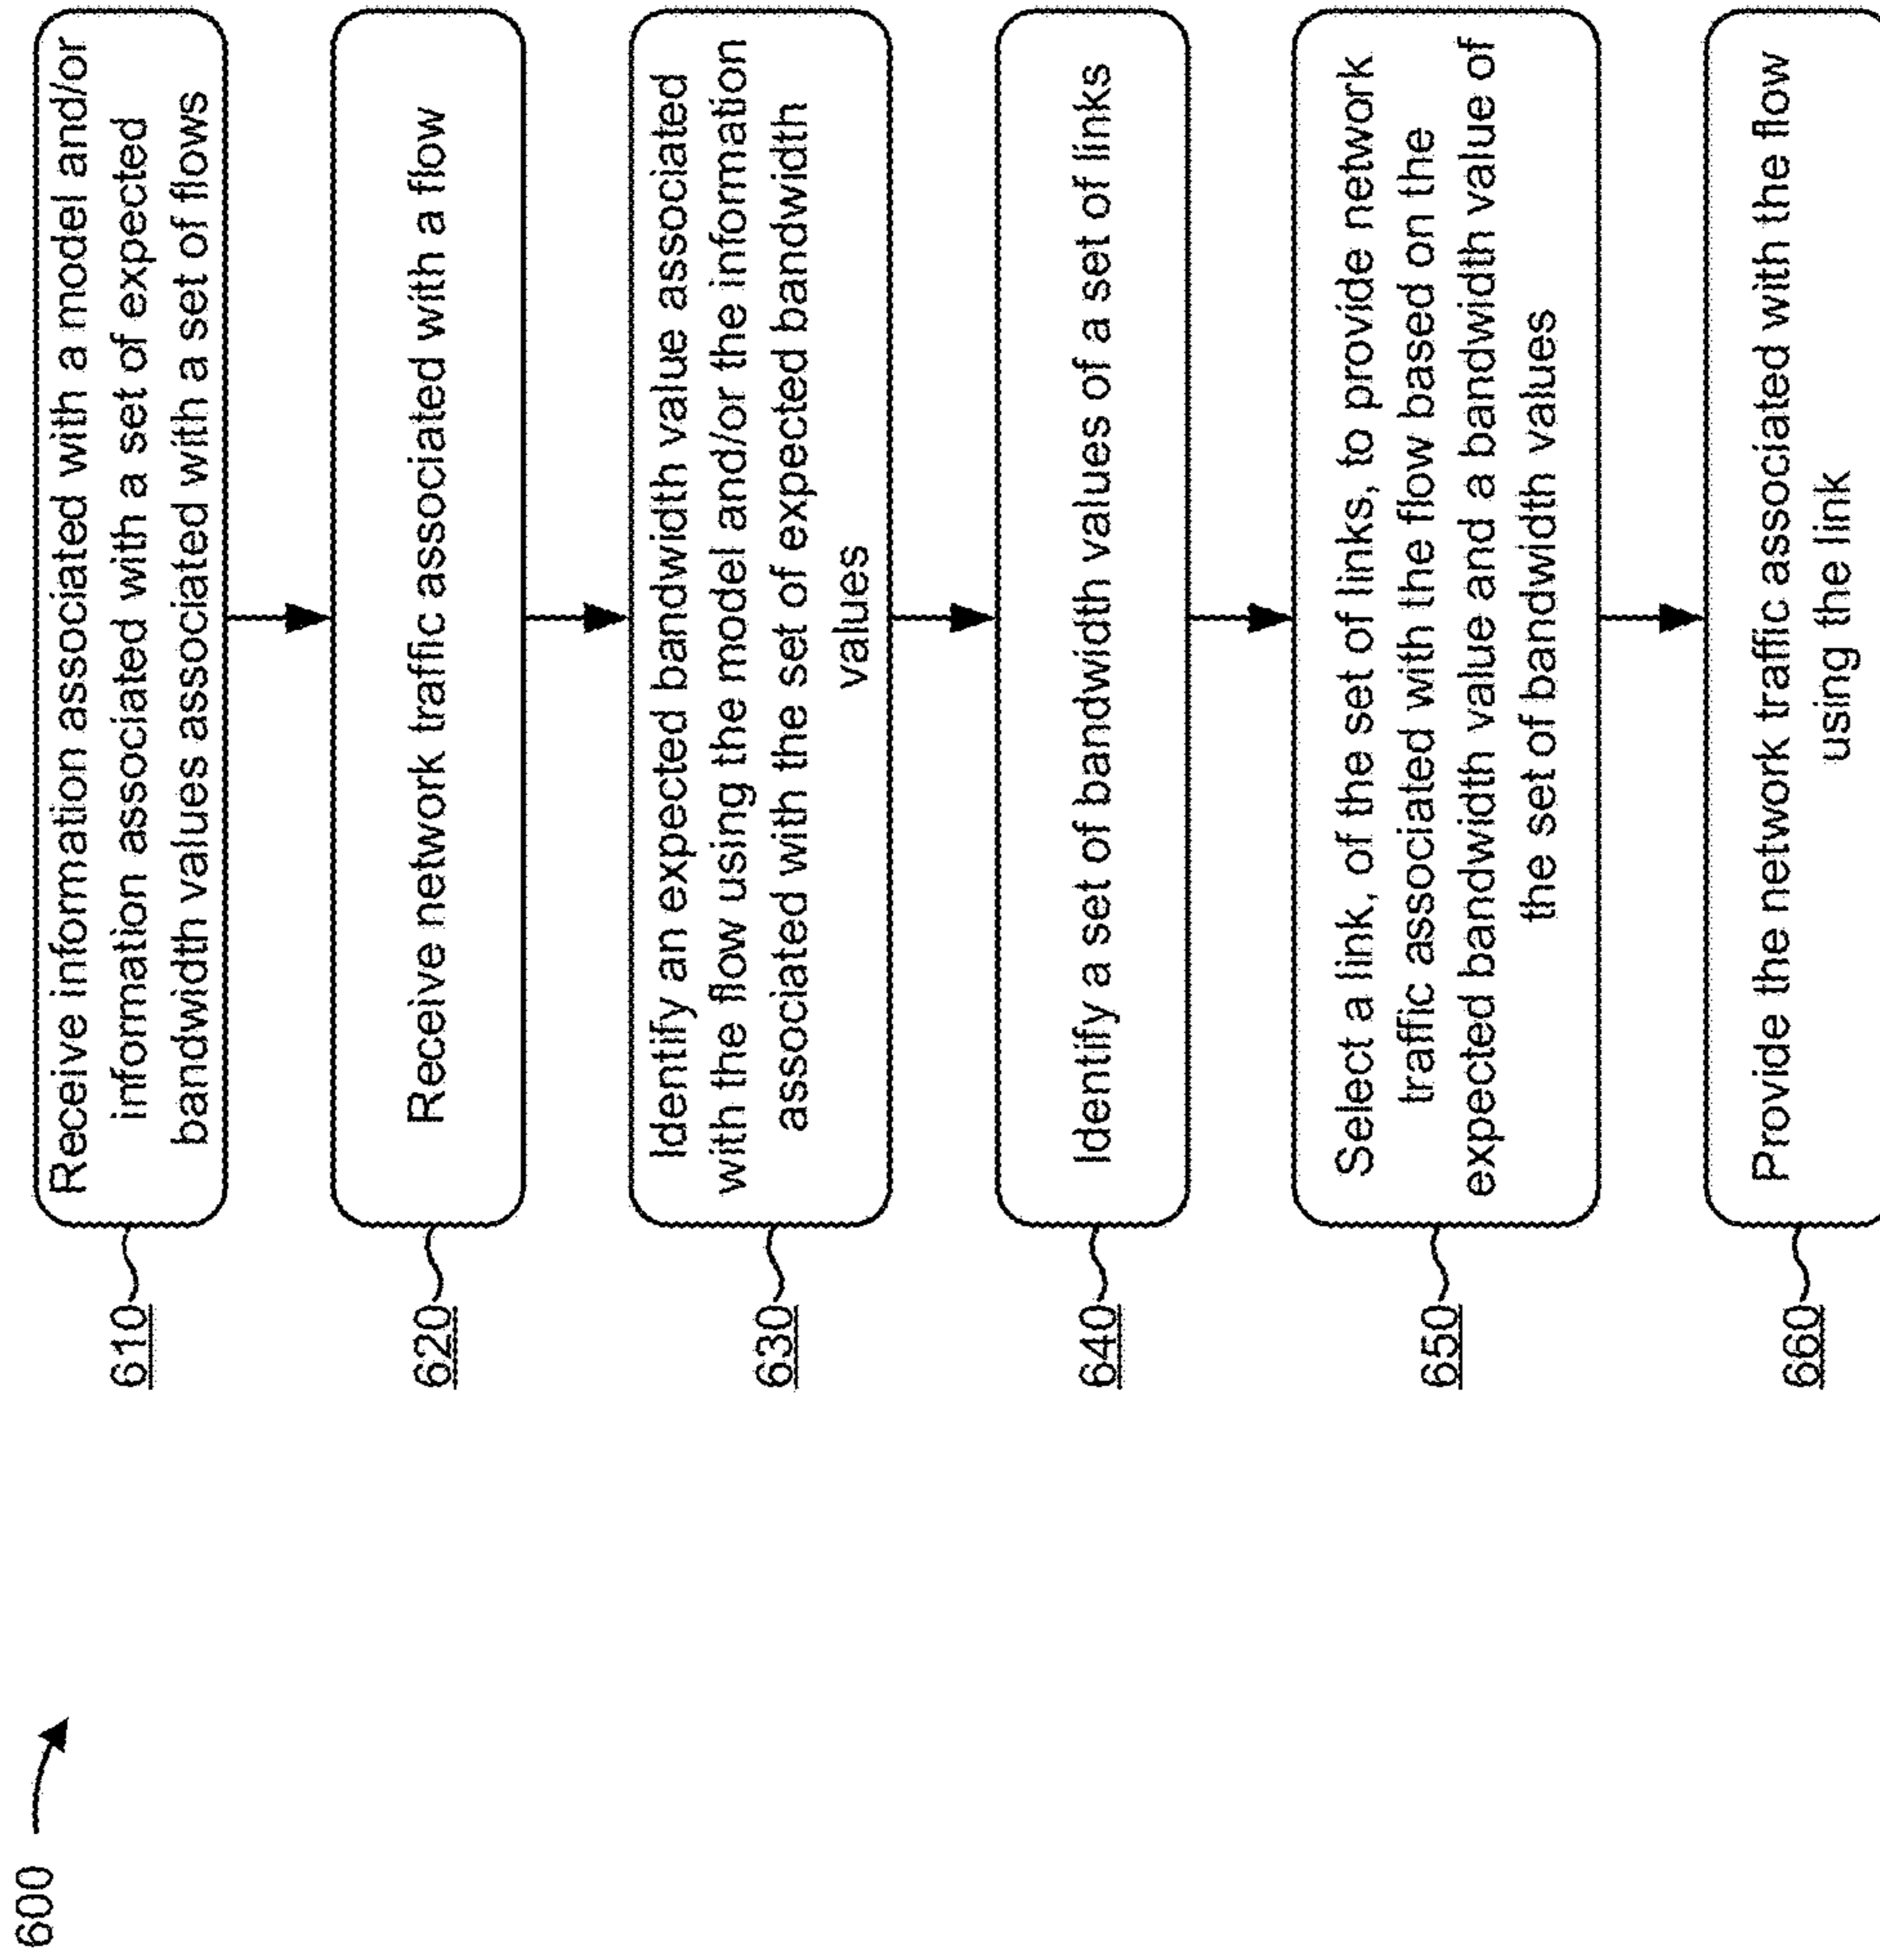 600
610
Receive information associated with a model and/or
information associated with a set of expected
bandwidth values associated with a set of flows
620
Receive network traffic associated with a flow
630
Identify an expected bandwidth value associated
with the flow using the model and/or the information
associated with the set of expected bandwidth
values
640
Identify a set of bandwidth values of a set of links
650
Select a link, of the set of links, to provide network
traffic associated with the flow based on the
expected bandwidth value and a bandwidth value of
the set of bandwidth values
660
Provide the network traffic associated with the flow
using the link